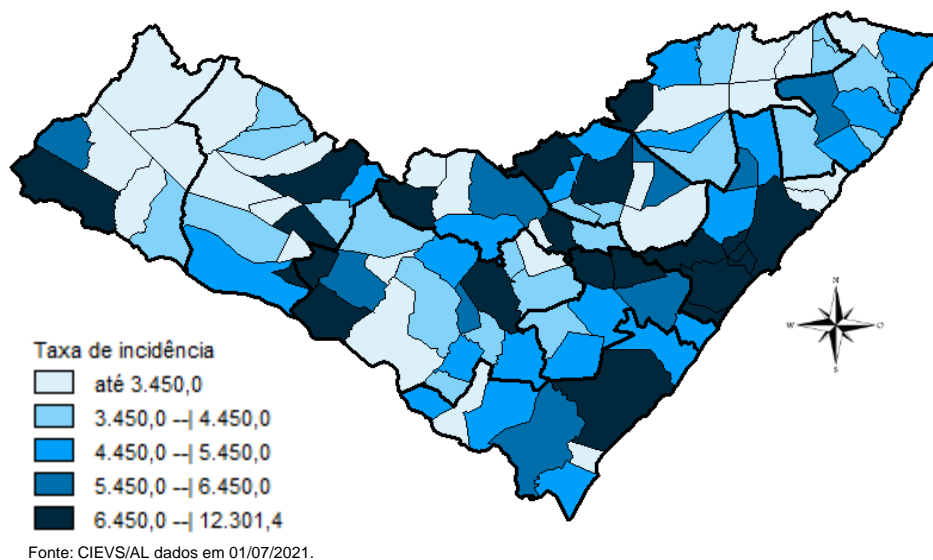 N
W
O
S
Taxa de incidência
até 3.450,0
3.450,0 --| 4.450,0
4.450,0 --| 5.450,0
5.450,0 --| 6.450,0
6.450,0 --| 12.301,4
Fonte: CIEVS/AL dados em 01/07/2021.